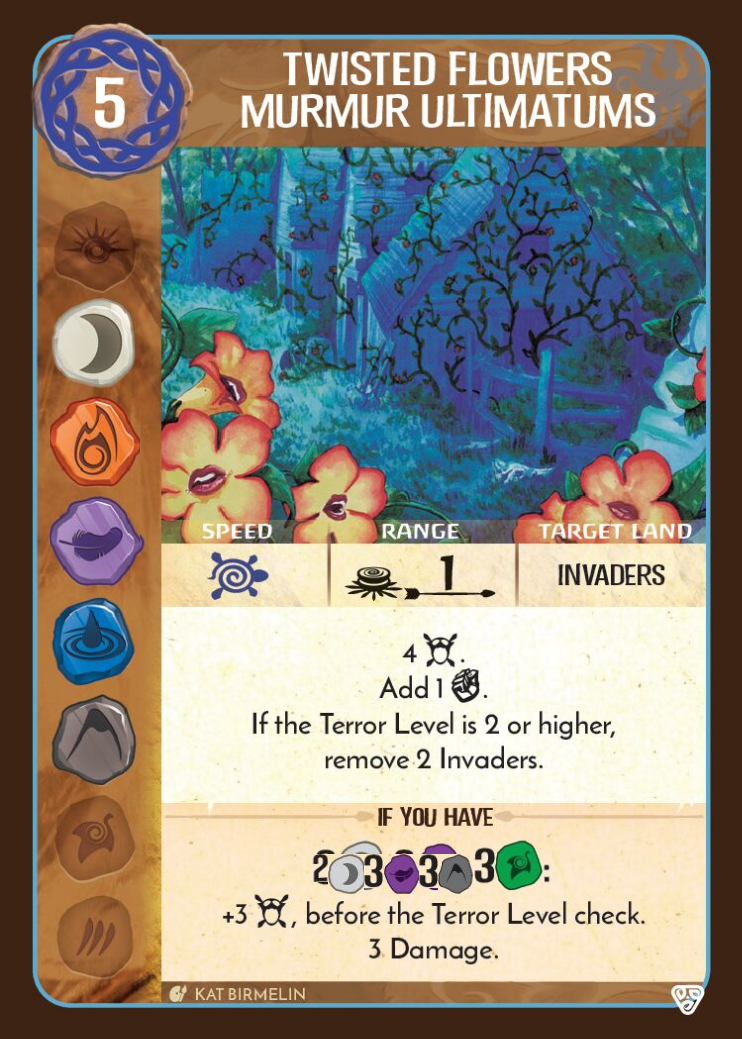 5
TWISTED FLOWERS
MURMUR ULTIMATUMS
SPEED RANGE TARGET LAND
1 INVADERS
4 .
Add 1 .
If the Terror Level is 2 or higher,
remove 2 Invaders.
IF YOU HAVE
2 3 3 3 :
+3 , before the Terror Level check.
3 Damage.
KAT BIRMELIN